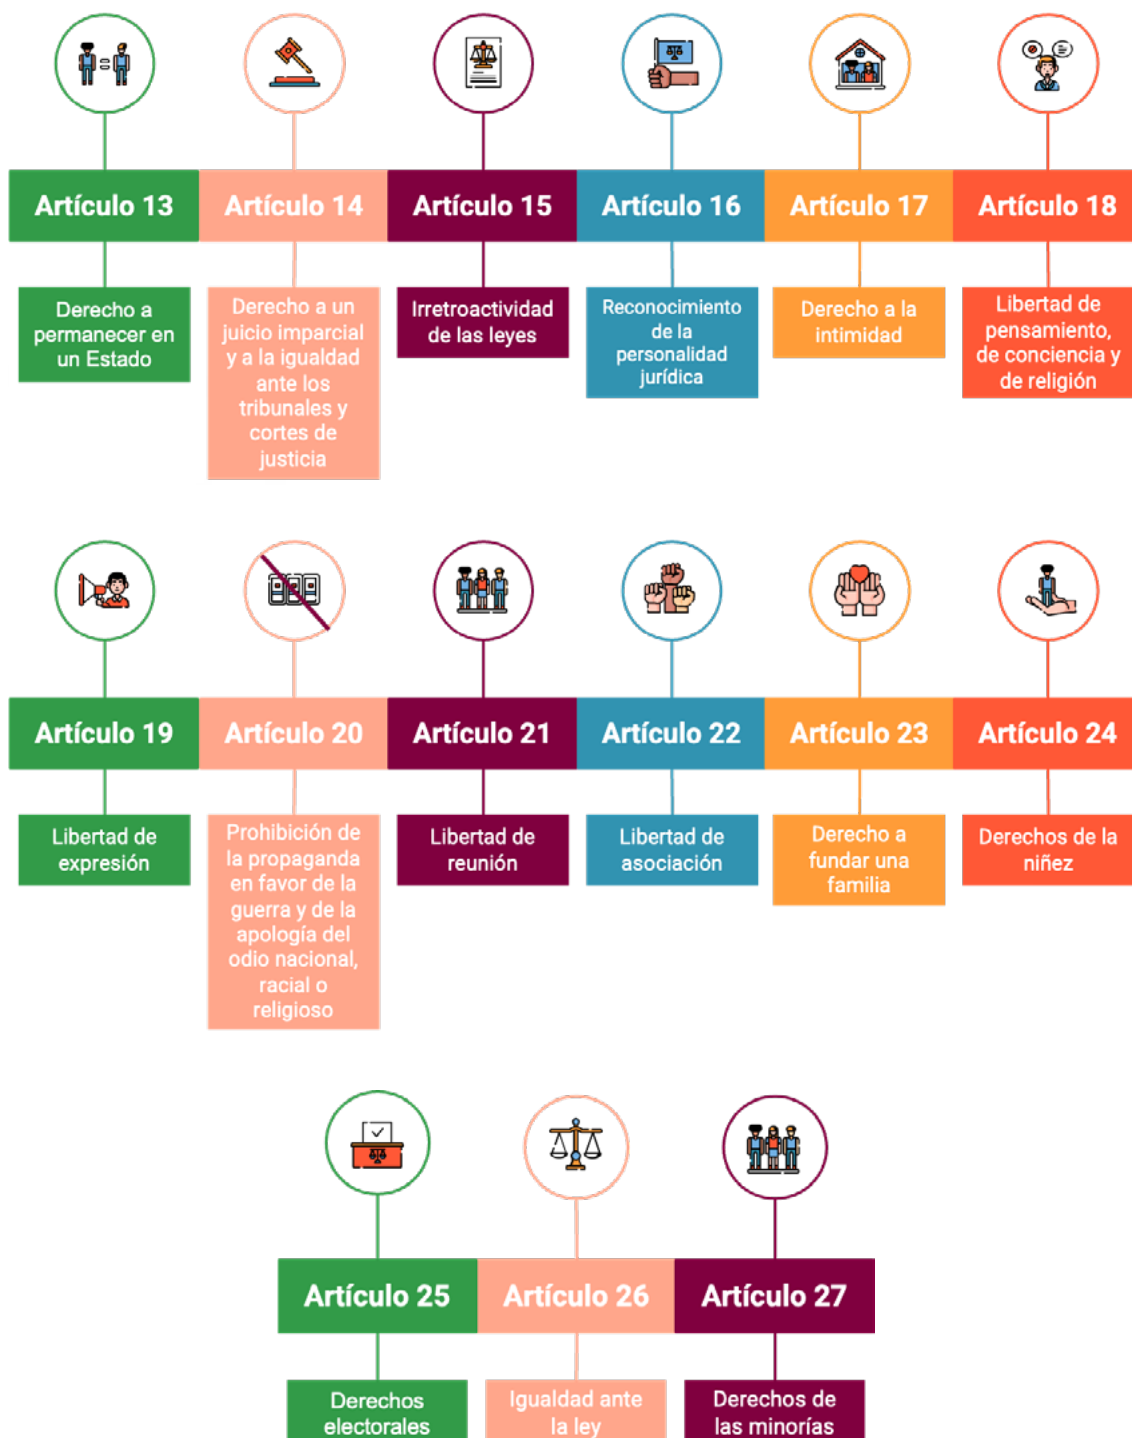 Artículo 13
Artículo 14
Artículo 15
Artículo 16
Artículo 17
Artículo 18
Derecho a
permanecer en
un Estado
Derecho a un
juicio imparcial
y a la igualdad
ante los
tribunales y
cortes de
justicia
Irretroactividad
de las leyes
Reconocimiento
de la
personalidad
jurídica
Derecho a la
intimidad
Libertad de
pensamiento,
de conciencia y
de religión
Artículo 19
Artículo 20
Artículo 21
Artículo 22
Artículo 23
Artículo 24
Libertad de
expresión
Prohibición de
la propaganda
en favor de la
guerra y de la
apología del
odio nacional,
racial o
religioso
Libertad de
reunión
Libertad de
asociación
Derecho a
fundar una
familia
Derechos de la
niñez
Artículo 25
Artículo 26
Artículo 27
Derechos
electorales
Igualdad ante
la ley
Derechos de
las minorías